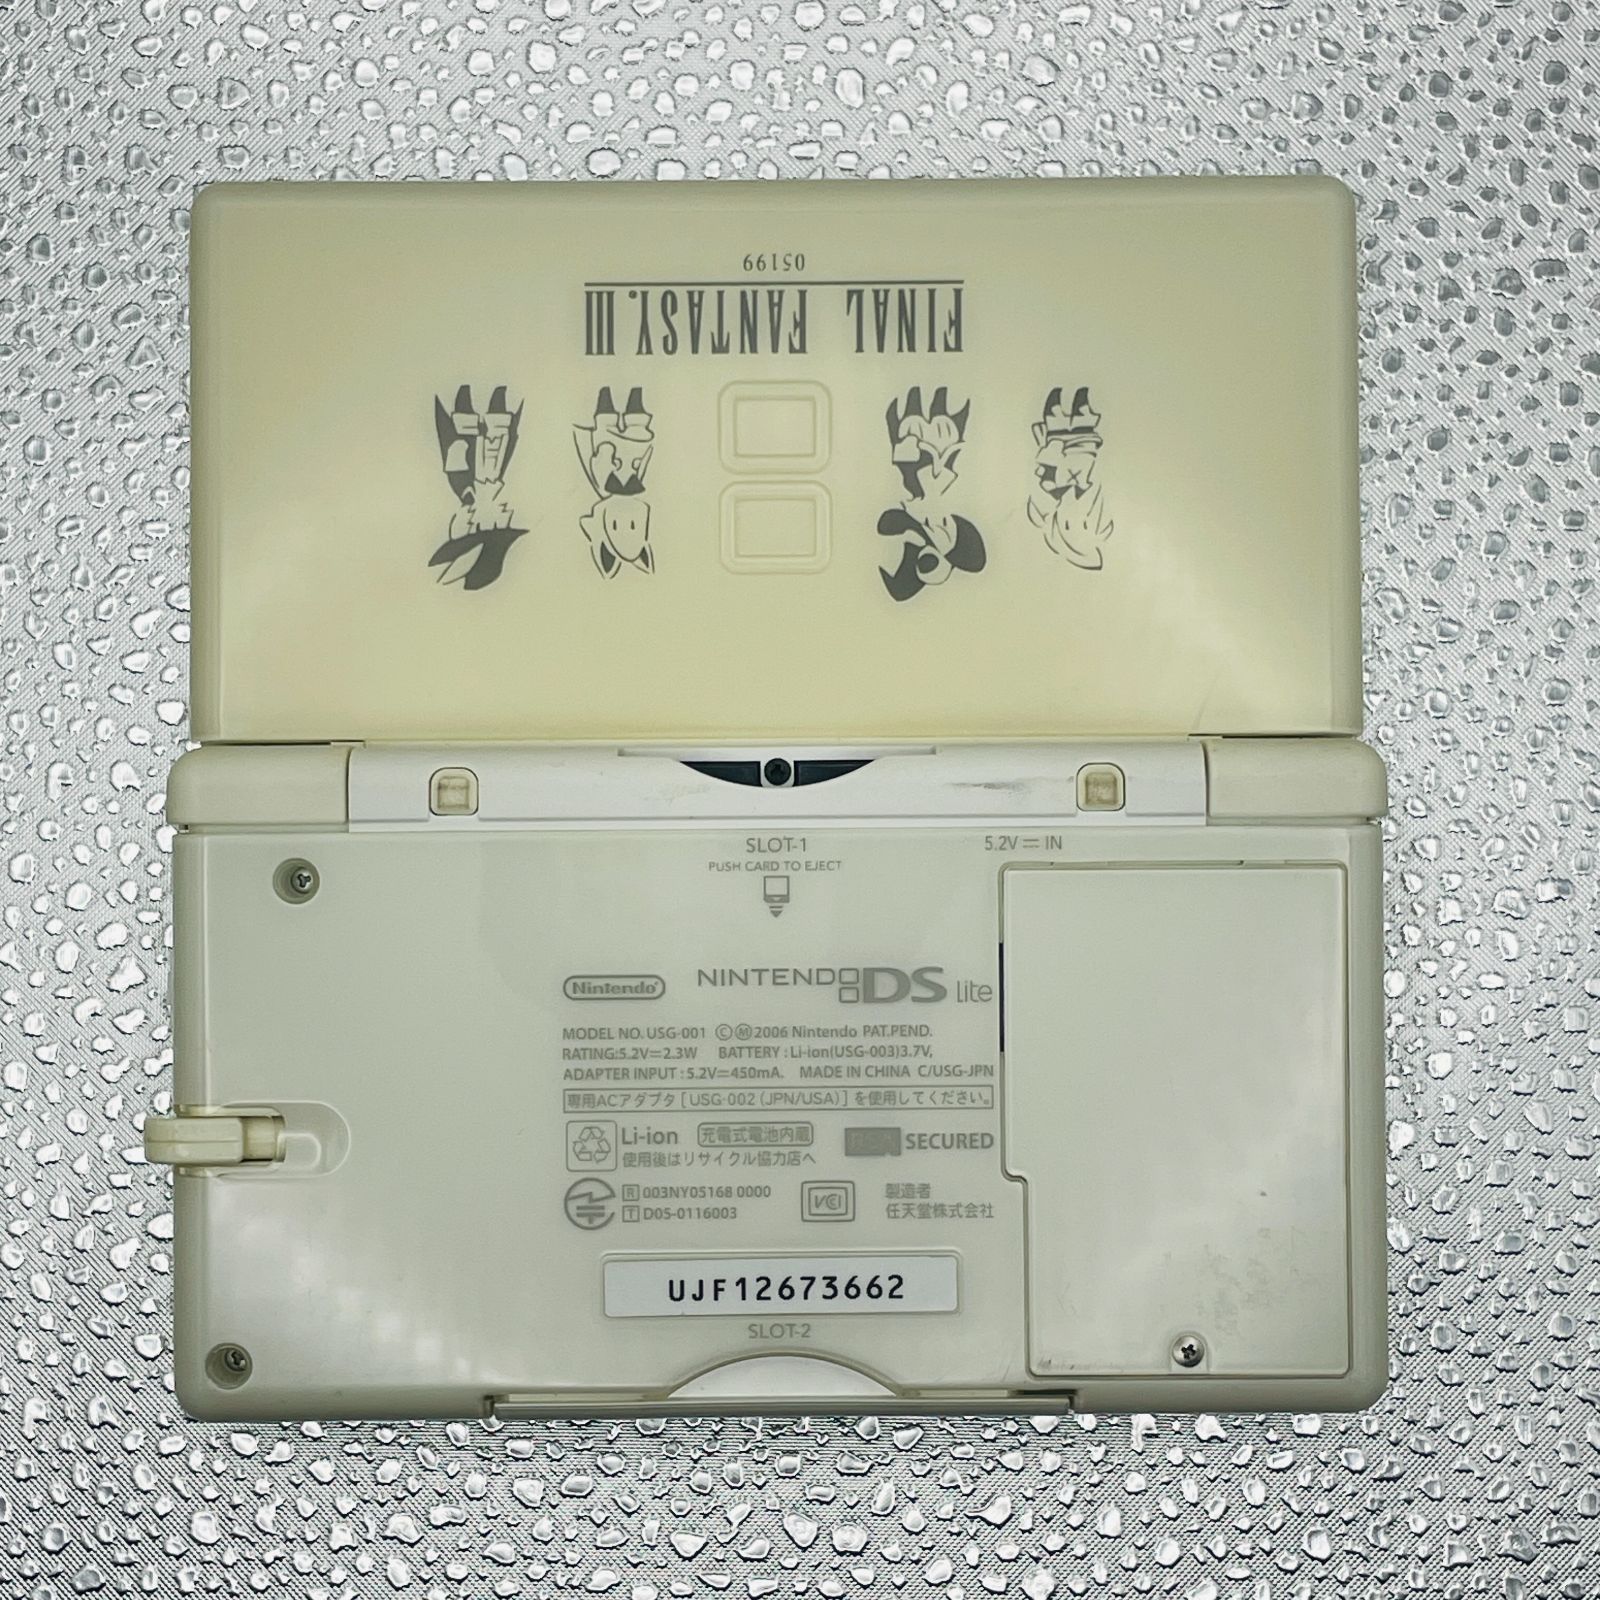 05199
FINAL FANTASY. III
SLOT-1
PUSH CARD TO EJECT
5.2V IN
Nintendo
NINTENDO DS Lite
MODEL NO. USG-001 ⒸⓂ2006 Nintendo PAT.PEND.
RATING:5.2V⎓2.3W BATTERY : Li-ion(USG-003)3.7V,
ADAPTER INPUT : 5.2V⎓450mA. MADE IN CHINA C/USG-JPN
専用ACアダプタ [ USG-002 (JPN/USA) ] を使用してください。
Li-ion 充電式電池内蔵
使用後はリサイクル協力店へ
SECURED
R 003NY05168 0000
T D05-0116003
VCI
製造者
任天堂株式会社
UJF12673662
SLOT-2